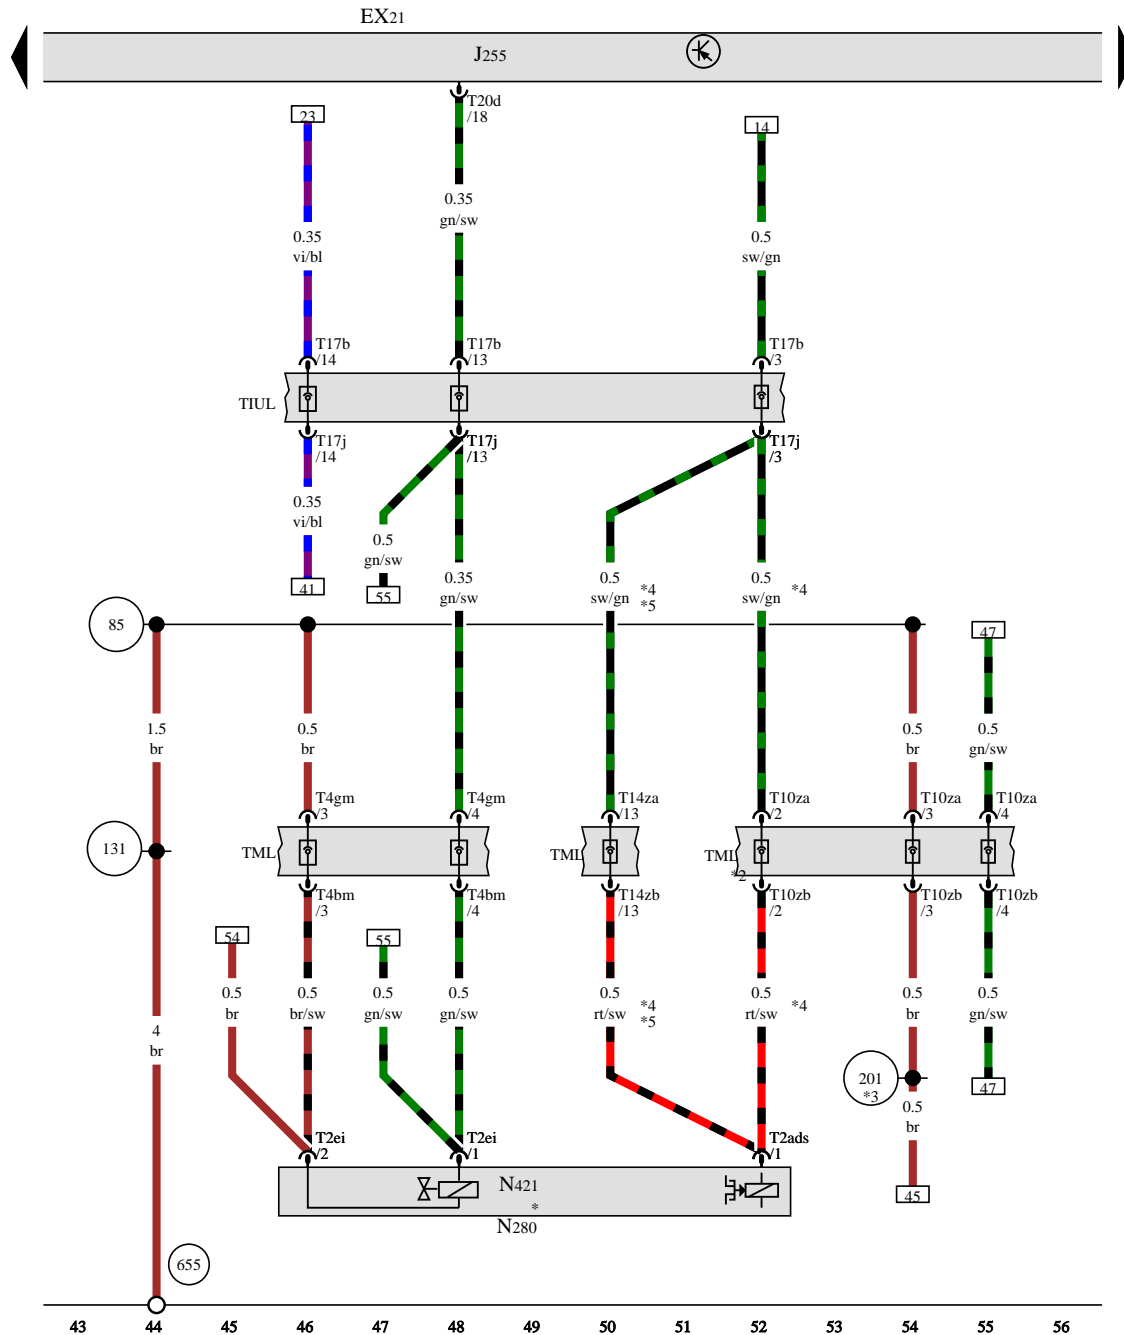 EX21
J255
T20d
/18
23
14
0.35
gn/sw
0.35
vi/bl
0.5
sw/gn
T17b
/14
T17b
/13
T17b
/3
TIUL
T17j
/14
T17j
/13
T17j
/3
0.35
vi/bl
0.5
gn/sw
0.35
gn/sw
0.5
sw/gn
*4
*5
0.5
sw/gn
*4
41
55
85
47
1.5
br
0.5
br
0.5
br
0.5
gn/sw
T4gm
/3
T4gm
/4
T14za
/13
T10za
/2
T10za
/3
T10za
/4
131
TML
TML
TML
*2
T4bm
/3
T4bm
/4
T14zb
/13
T10zb
/2
T10zb
/3
T10zb
/4
54
55
0.5
br
0.5
br/sw
0.5
gn/sw
0.5
gn/sw
0.5
rt/sw
*4
*5
0.5
rt/sw
*4
0.5
br
0.5
gn/sw
4
br
201
*3
47
0.5
br
T2ei
/2
T2ei
/1
T2ads
/1
45
N421
*
N280
655
43 44 45 46 47 48 49 50 51 52 53 54 55 56